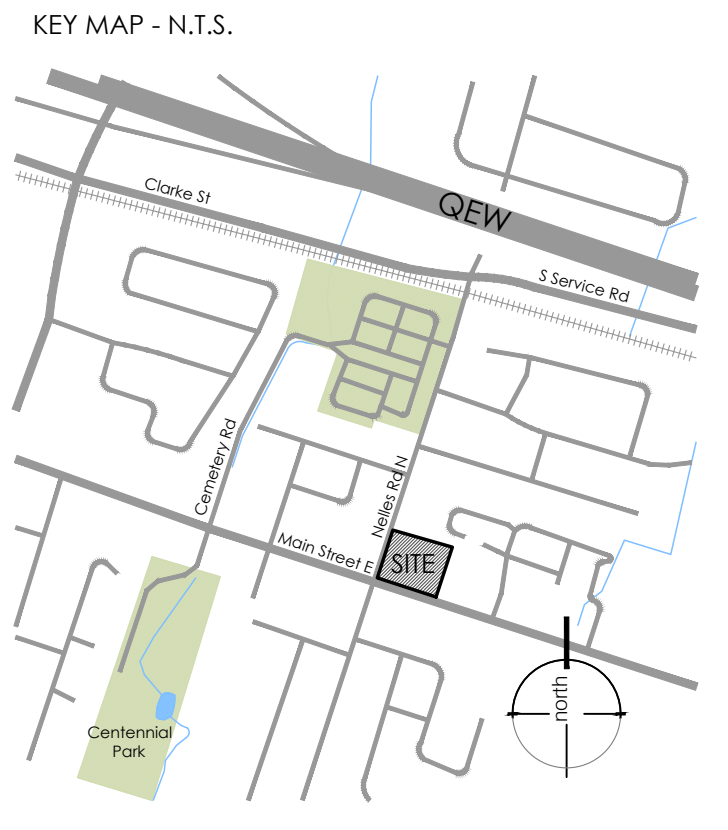 KEY MAP - N.T.S.
Clarke St
QEW
S Service Rd
Cemetery Rd
Nelles Rd N
Main Street E
SITE
north
Centennial
Park